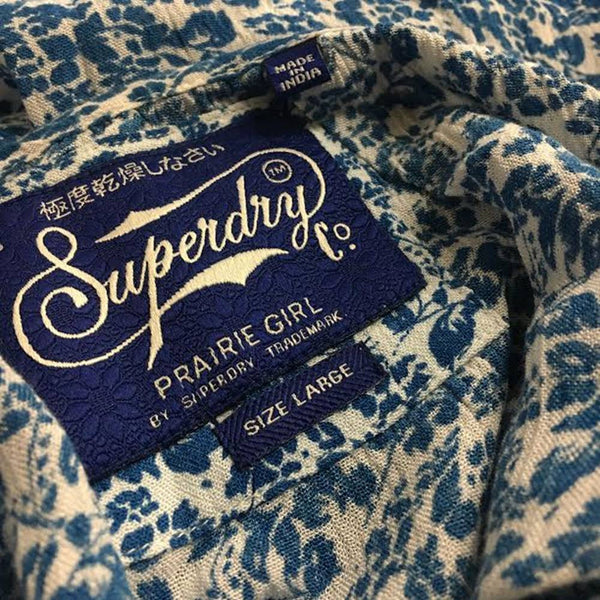 MADE
IN
INDIA
極度乾燥しなさい
Superdry
TM
Co.
PRAIRIE GIRL
BY SUPERDRY TRADEMARK
SIZE LARGE